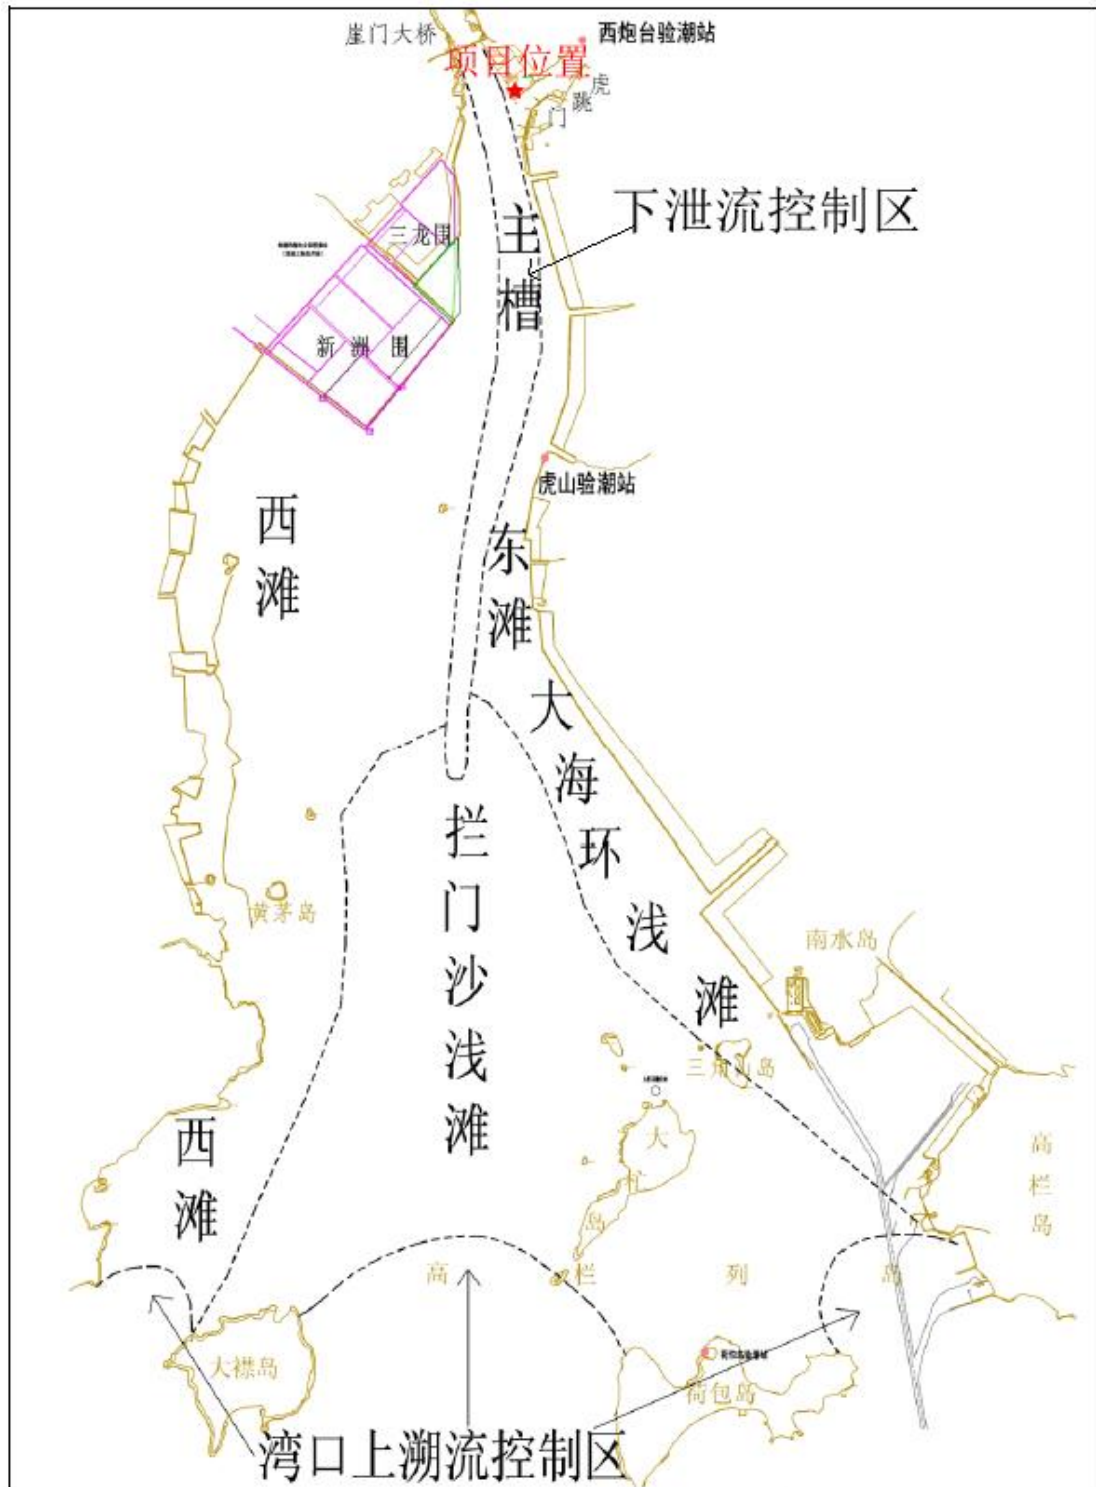 崖门大桥
西炮台验潮站
项目位置
虎跳门
下泄流控制区
主槽
三龙围
新洲围
虎山验潮站
西滩
东滩
大海环浅滩
拦门沙浅滩
黄茅岛
南水岛
三角山岛
西滩
大杧岛
高栏岛
高栏列岛
大襟岛
荷包岛
湾口上溯流控制区